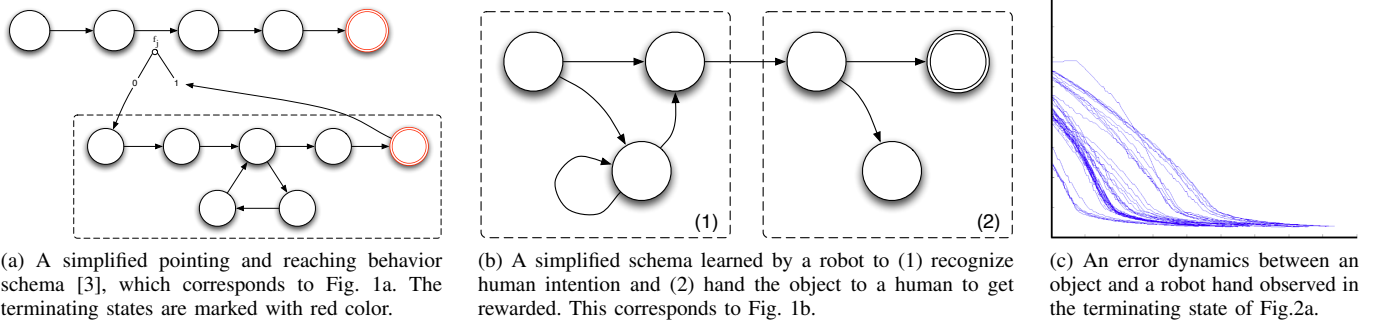 f_j
0
1
(1)
(2)
(a) A simplified pointing and reaching behavior
schema [3], which corresponds to Fig. 1a. The
terminating states are marked with red color.
(b) A simplified schema learned by a robot to (1) recognize
human intention and (2) hand the object to a human to get
rewarded. This corresponds to Fig. 1b.
(c) An error dynamics between an
object and a robot hand observed in
the terminating state of Fig.2a.